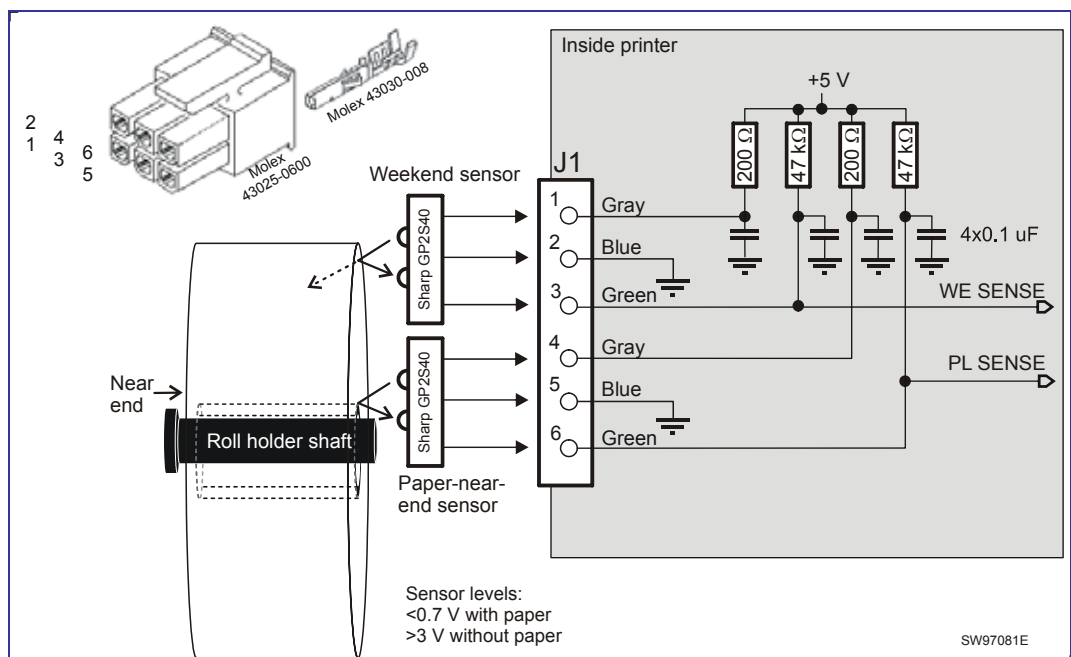 Inside printer
+5 V
200 Ω
47 kΩ
200 Ω
47 kΩ
4x0.1 uF
Molex 43030-008
Molex
43025-0600
2
1
4
3
6
5
Weekend sensor
Sharp GP2S40
J1
1
Gray
2
Blue
3
Green
WE SENSE
4
Gray
PL SENSE
5
Blue
6
Green
Near
end
Roll holder shaft
Sharp GP2S40
Paper-near-
end sensor
Sensor levels:
<0.7 V with paper
>3 V without paper
SW97081E